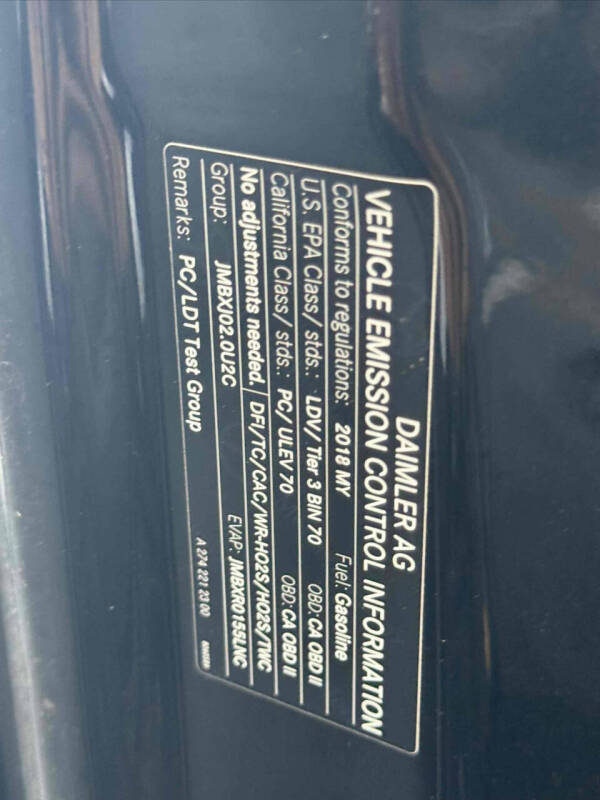 DAIMLER AG
VEHICLE EMISSION CONTROL INFORMATION
Conforms to regulations: 2018 MY Fuel: Gasoline
U.S. EPA Class/ stds.: LDV/ Tier 3 BIN 70 OBD: CA OBD II
California Class/ stds.: PC/ ULEV 70 OBD: CA OBD II
No adjustments needed. DFI/TC/CAC/WR-HO2S/HO2S/TWC
Group: JMBXJ02.0U2C EVAP: JMBXR0155LNC
Remarks: PC/LDT Test Group
A 274 221 23 00